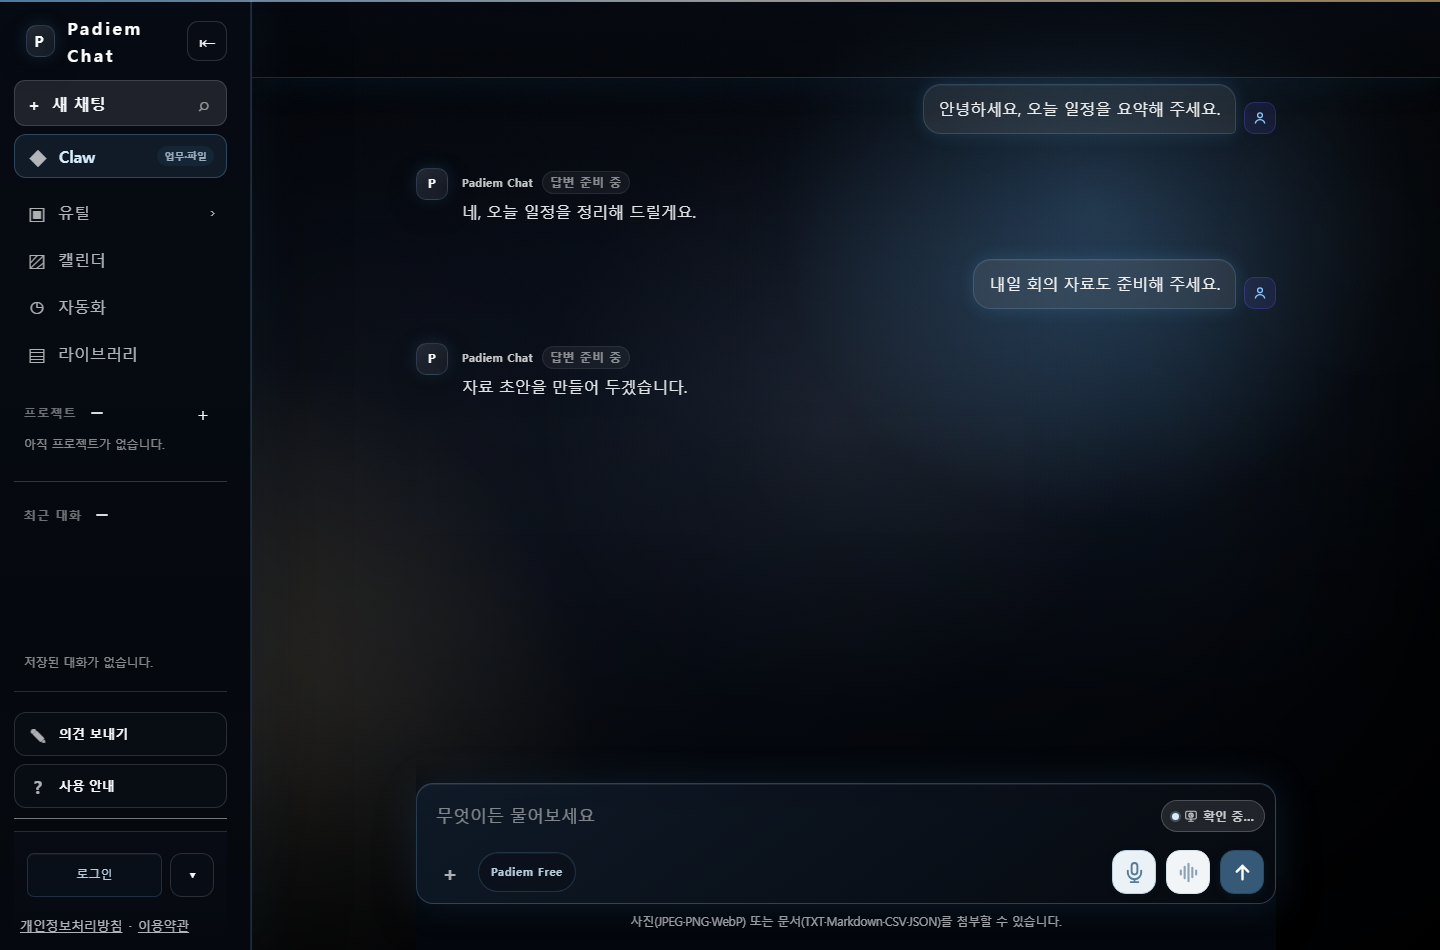 P
Padiem
Chat
+ 새 채팅
Claw 업무·파일
유틸
캘린더
자동화
라이브러리
프로젝트
아직 프로젝트가 없습니다.
최근 대화
저장된 대화가 없습니다.
의견 보내기
? 사용 안내
로그인
개인정보처리방침 · 이용약관
안녕하세요, 오늘 일정을 요약해 주세요.
P Padiem Chat 답변 준비 중
네, 오늘 일정을 정리해 드릴게요.
내일 회의 자료도 준비해 주세요.
P Padiem Chat 답변 준비 중
자료 초안을 만들어 두겠습니다.
무엇이든 물어보세요
확인 중...
+ Padiem Free
사진(JPEG·PNG·WebP) 또는 문서(TXT·Markdown·CSV·JSON)를 첨부할 수 있습니다.